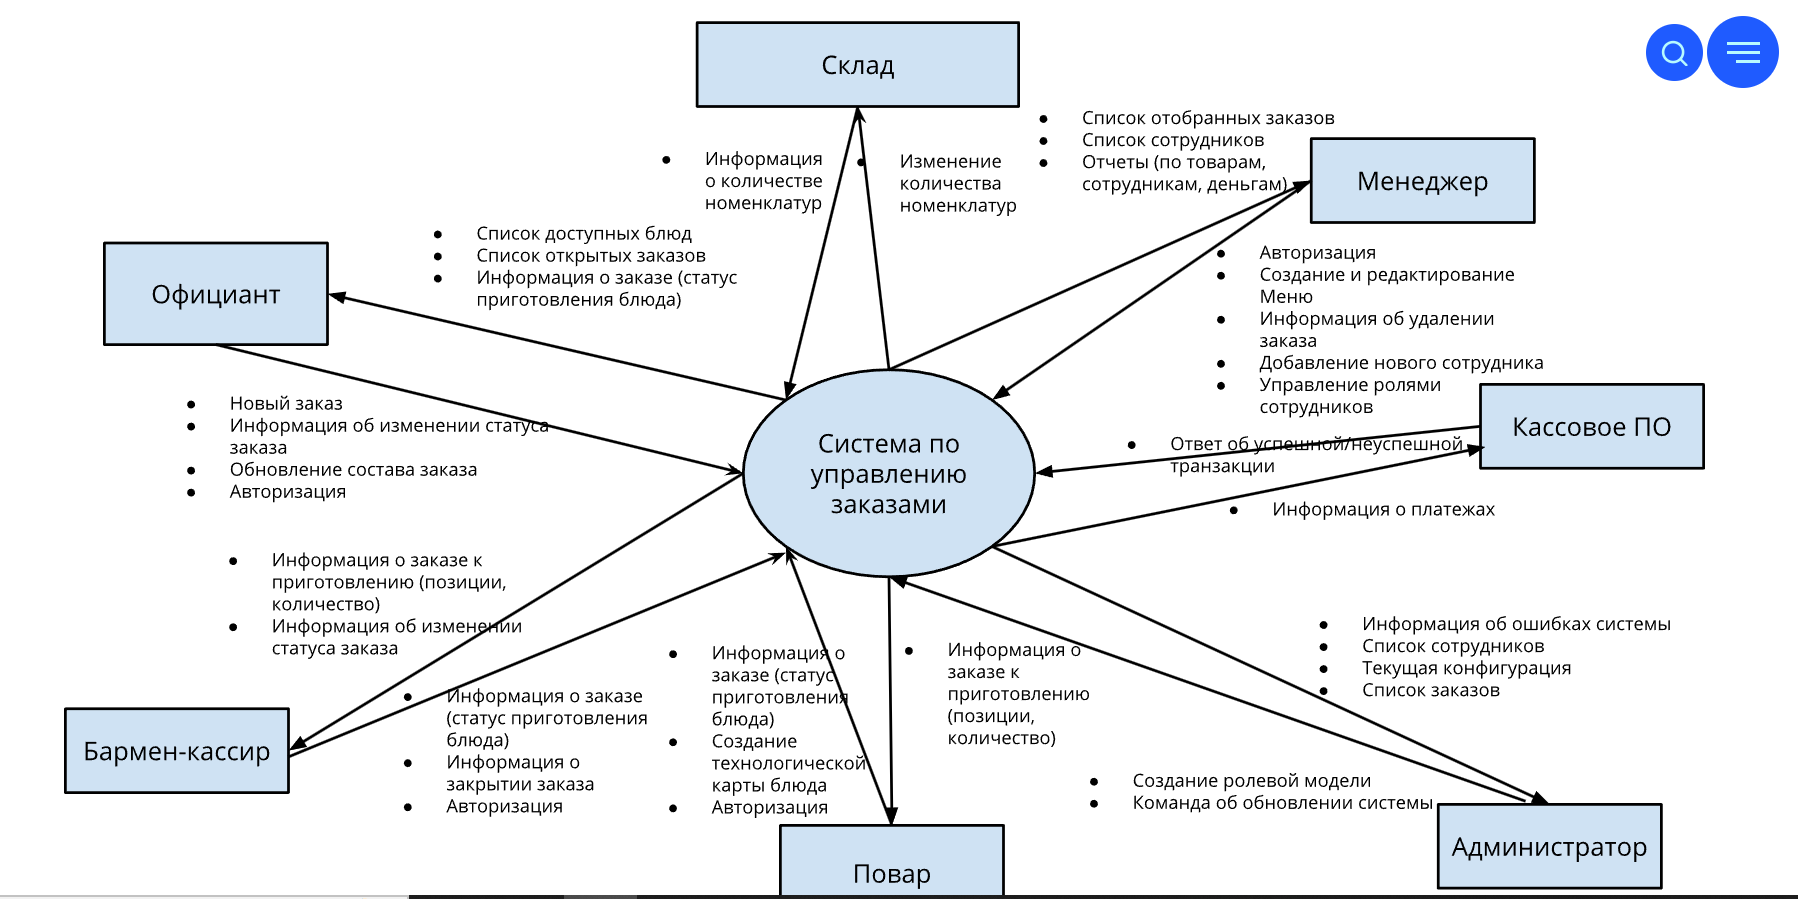 Склад
● Список отобранных заказов
● Список сотрудников
● Отчеты (по товарам,
сотрудникам, деньгам)
Менеджер
● Информация
о количестве
номенклатур
● Изменение
количества
номенклатур
● Список доступных блюд
● Список открытых заказов
● Информация о заказе (статус
приготовления блюда)
Официант
● Авторизация
● Создание и редактирование
Меню
● Информация об удалении
заказа
● Добавление нового сотрудника
● Управление ролями
сотрудников
Кассовое ПО
● Новый заказ
● Информация об изменении статуса
заказа
● Обновление состава заказа
● Авторизация
Система по
управлению
заказами
● Ответ об успешной/неуспешной
транзакции
● Информация о платежах
● Информация о заказе к
приготовлению (позиции,
количество)
● Информация об изменении
статуса заказа
Бармен-кассир
● Информация о заказе
(статус приготовления
блюда)
● Информация о
закрытии заказа
● Авторизация
● Информация о
заказе (статус
приготовления
блюда)
● Создание
технологической
карты блюда
● Авторизация
● Информация о
заказе к
приготовлению
(позиции,
количество)
● Информация об ошибках системы
● Список сотрудников
● Текущая конфигурация
● Список заказов
● Создание ролевой модели
● Команда об обновлении системы
Администратор
Повар